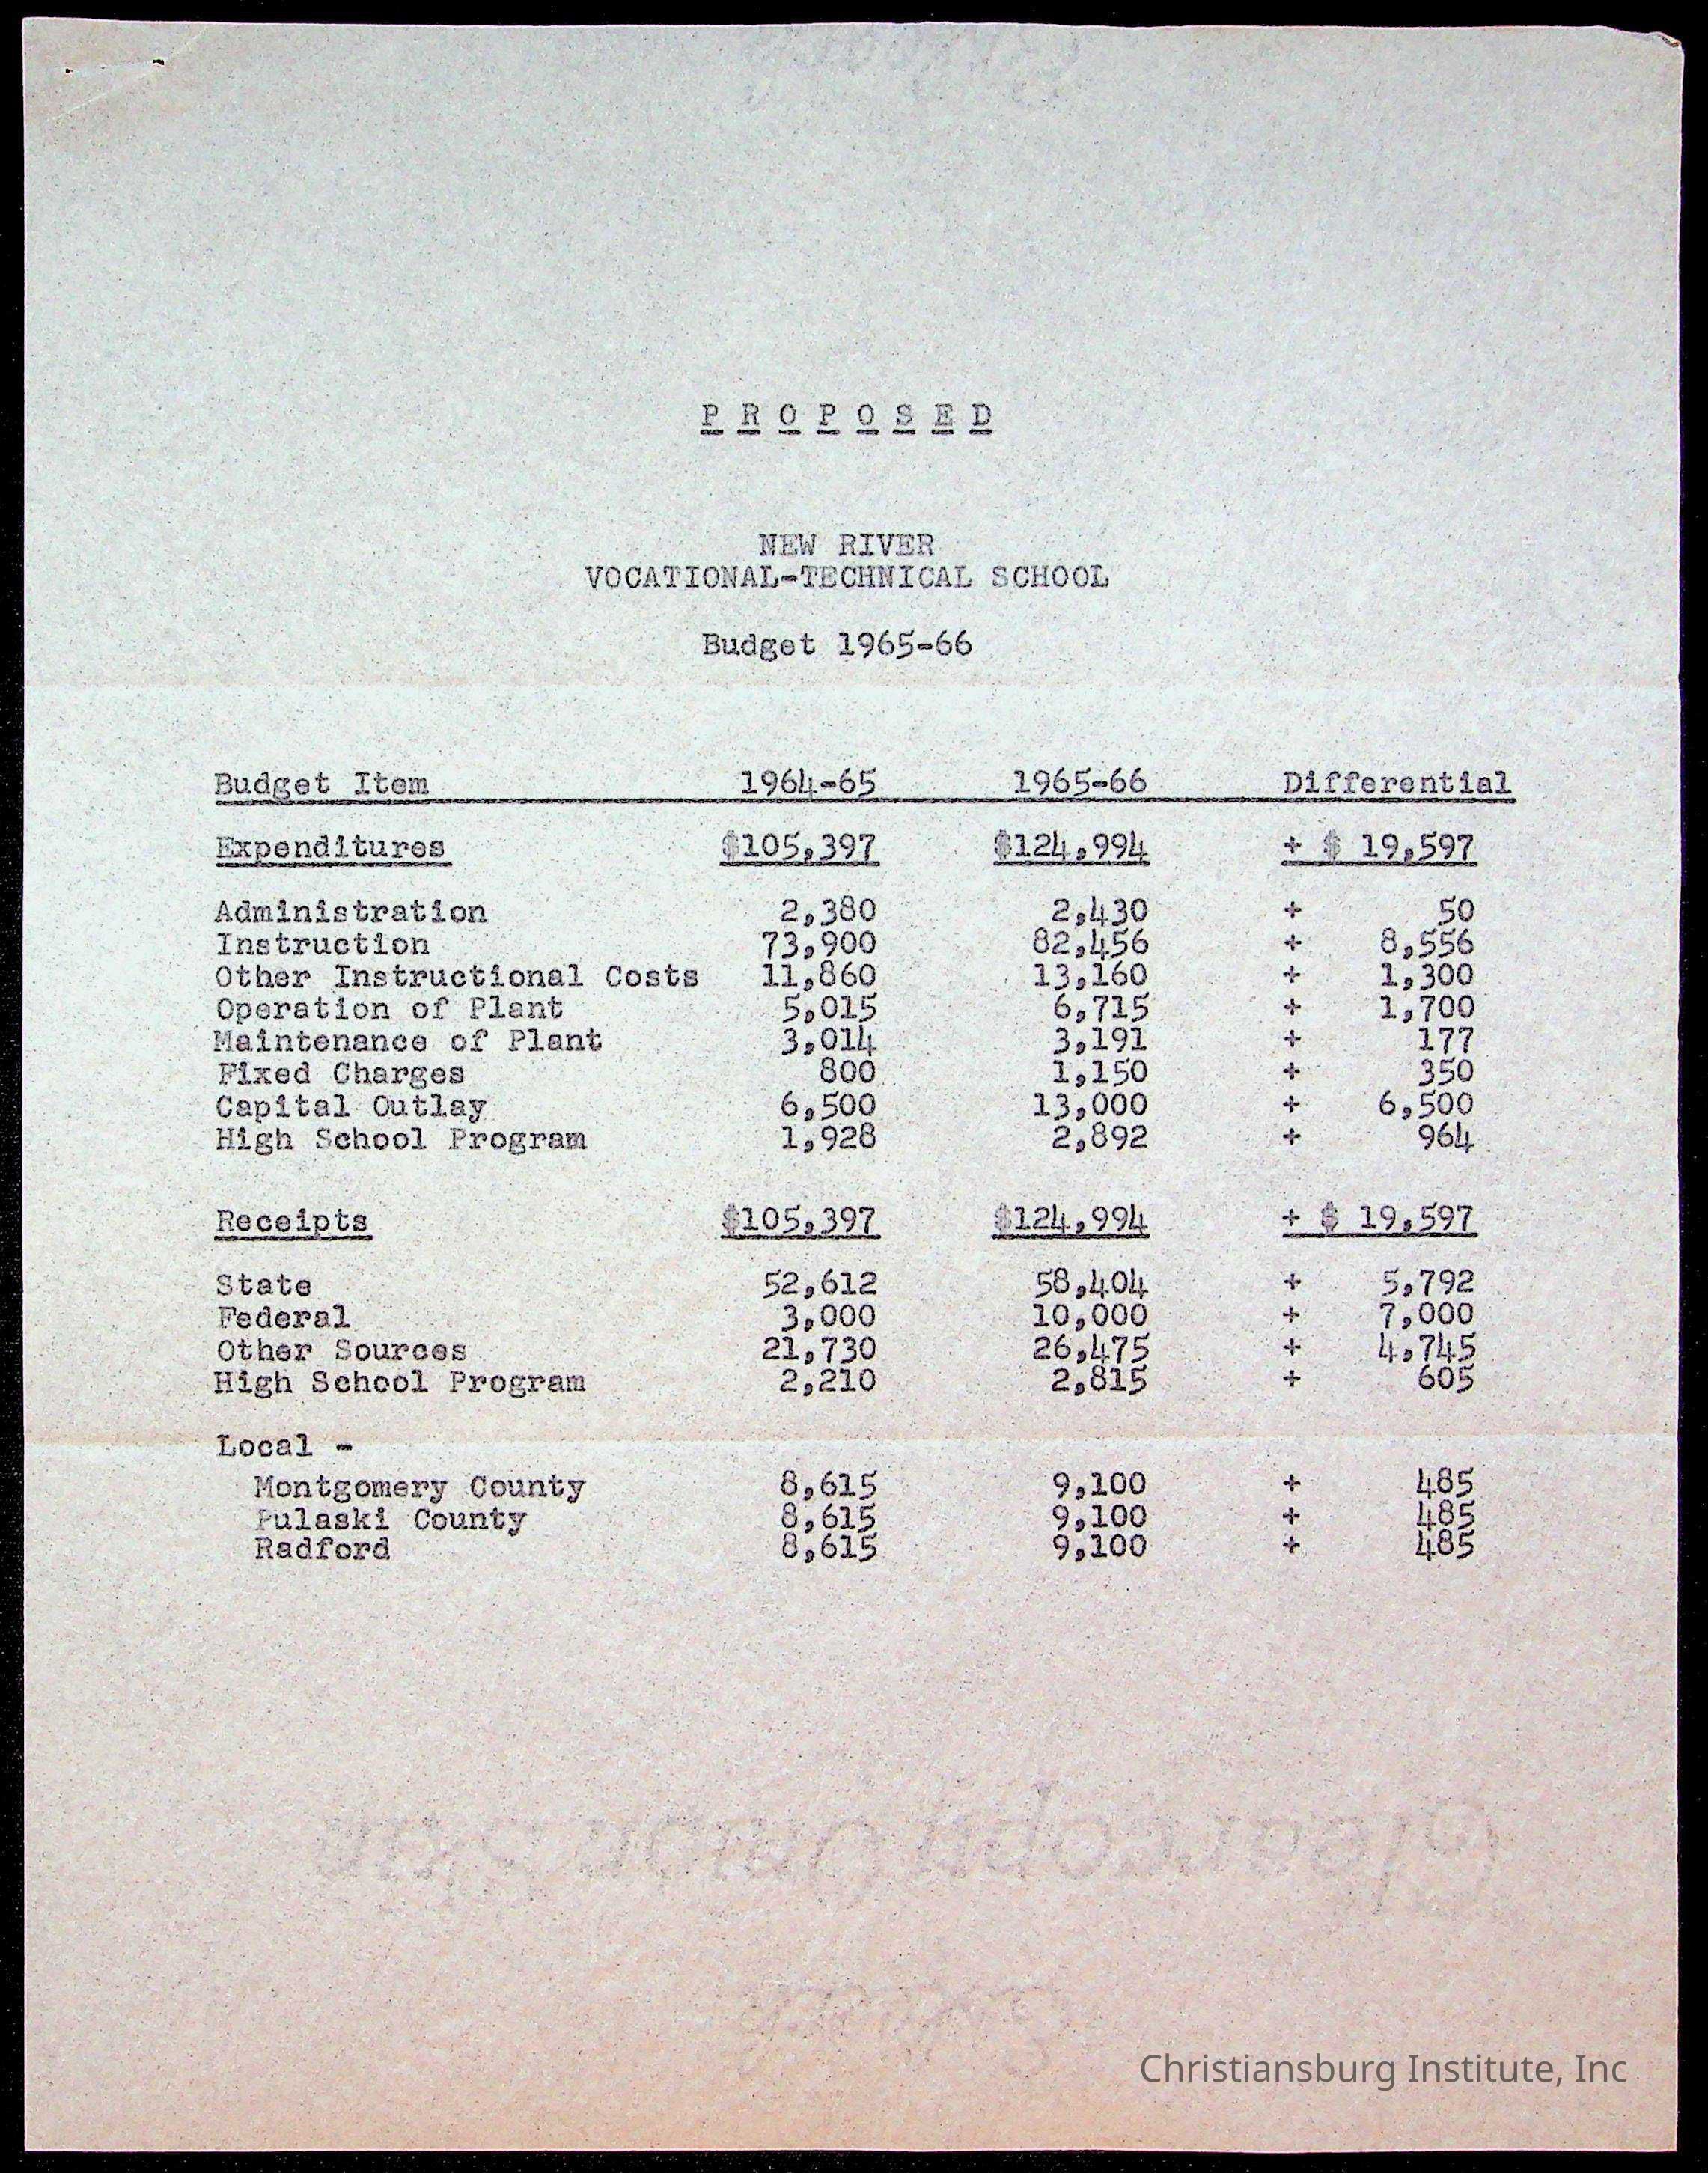 P R O P O S E D
NEW RIVER
VOCATIONAL-TECHNICAL SCHOOL
Budget 1965-66
Budget Item 1964-65 1965-66 Differential
Expenditures $105,397 $124,994 + $ 19,597
Administration 2,380 2,430 + 50
Instruction 73,900 82,456 + 8,556
Other Instructional Costs 11,860 13,160 + 1,300
Operation of Plant 5,015 6,715 + 1,700
Maintenance of Plant 3,014 3,191 + 177
Fixed Charges 800 1,150 + 350
Capital Outlay 6,500 13,000 + 6,500
High School Program 1,928 2,892 + 964
Receipts $105,397 $124,994 + $ 19,597
State 52,612 58,404 + 5,792
Federal 3,000 10,000 + 7,000
Other Sources 21,730 26,475 + 4,745
High School Program 2,210 2,815 + 605
Local -
Montgomery County 8,615 9,100 + 485
Pulaski County 8,615 9,100 + 485
Radford 8,615 9,100 + 485
Christiansburg Institute, Inc